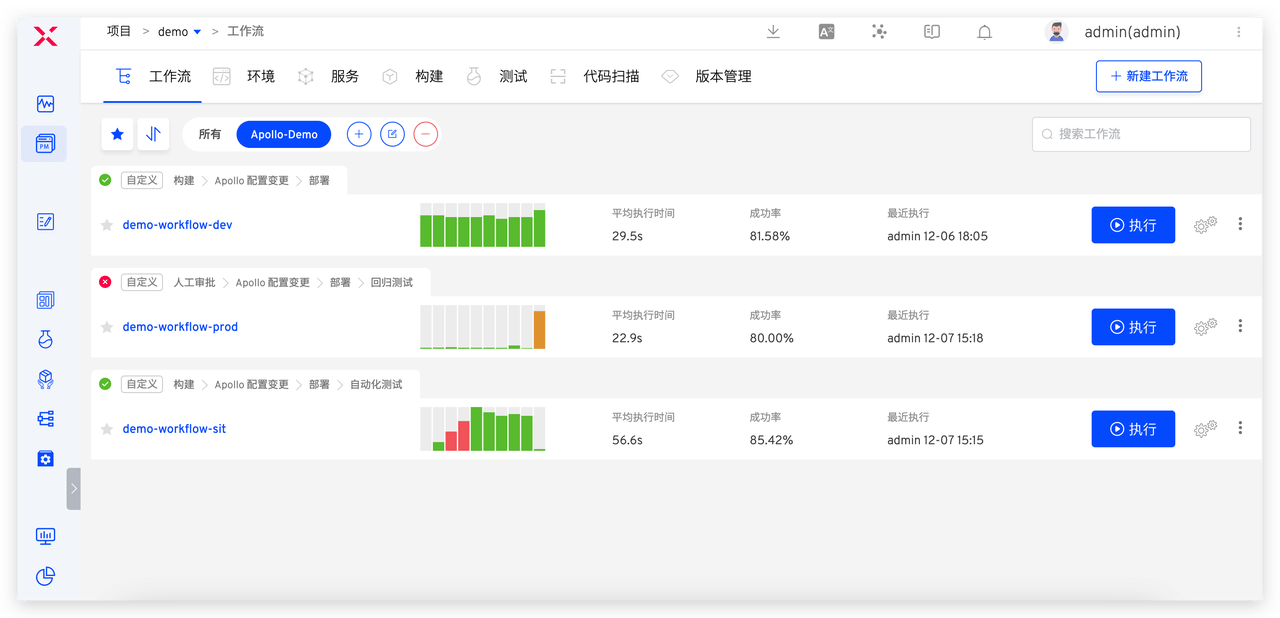 项目 > demo > 工作流 admin(admin)
工作流 环境 服务 构建 测试 代码扫描 版本管理 + 新建工作流
所有 Apollo-Demo 搜索工作流
自定义 构建 > Apollo 配置变更 > 部署
demo-workflow-dev
平均执行时间 成功率 最近执行
29.5s 81.58% admin 12-06 18:05
执行
自定义 人工审批 > Apollo 配置变更 > 部署 > 回归测试
demo-workflow-prod
平均执行时间 成功率 最近执行
22.9s 80.00% admin 12-07 15:18
执行
自定义 构建 > Apollo 配置变更 > 部署 > 自动化测试
demo-workflow-sit
平均执行时间 成功率 最近执行
56.6s 85.42% admin 12-07 15:15
执行